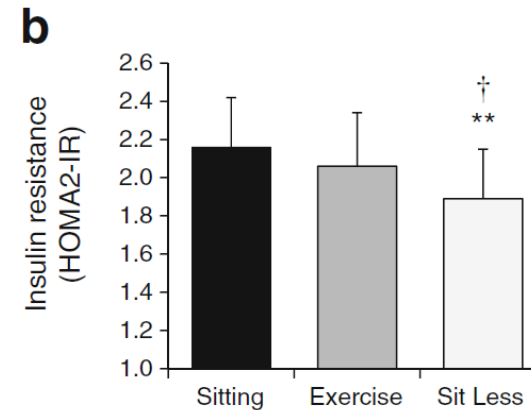 b
Insulin resistance
(HOMA2-IR)
2.6
2.4
2.2
2.0
1.8
1.6
1.4
1.2
1.0
†
**
Sitting Exercise Sit Less